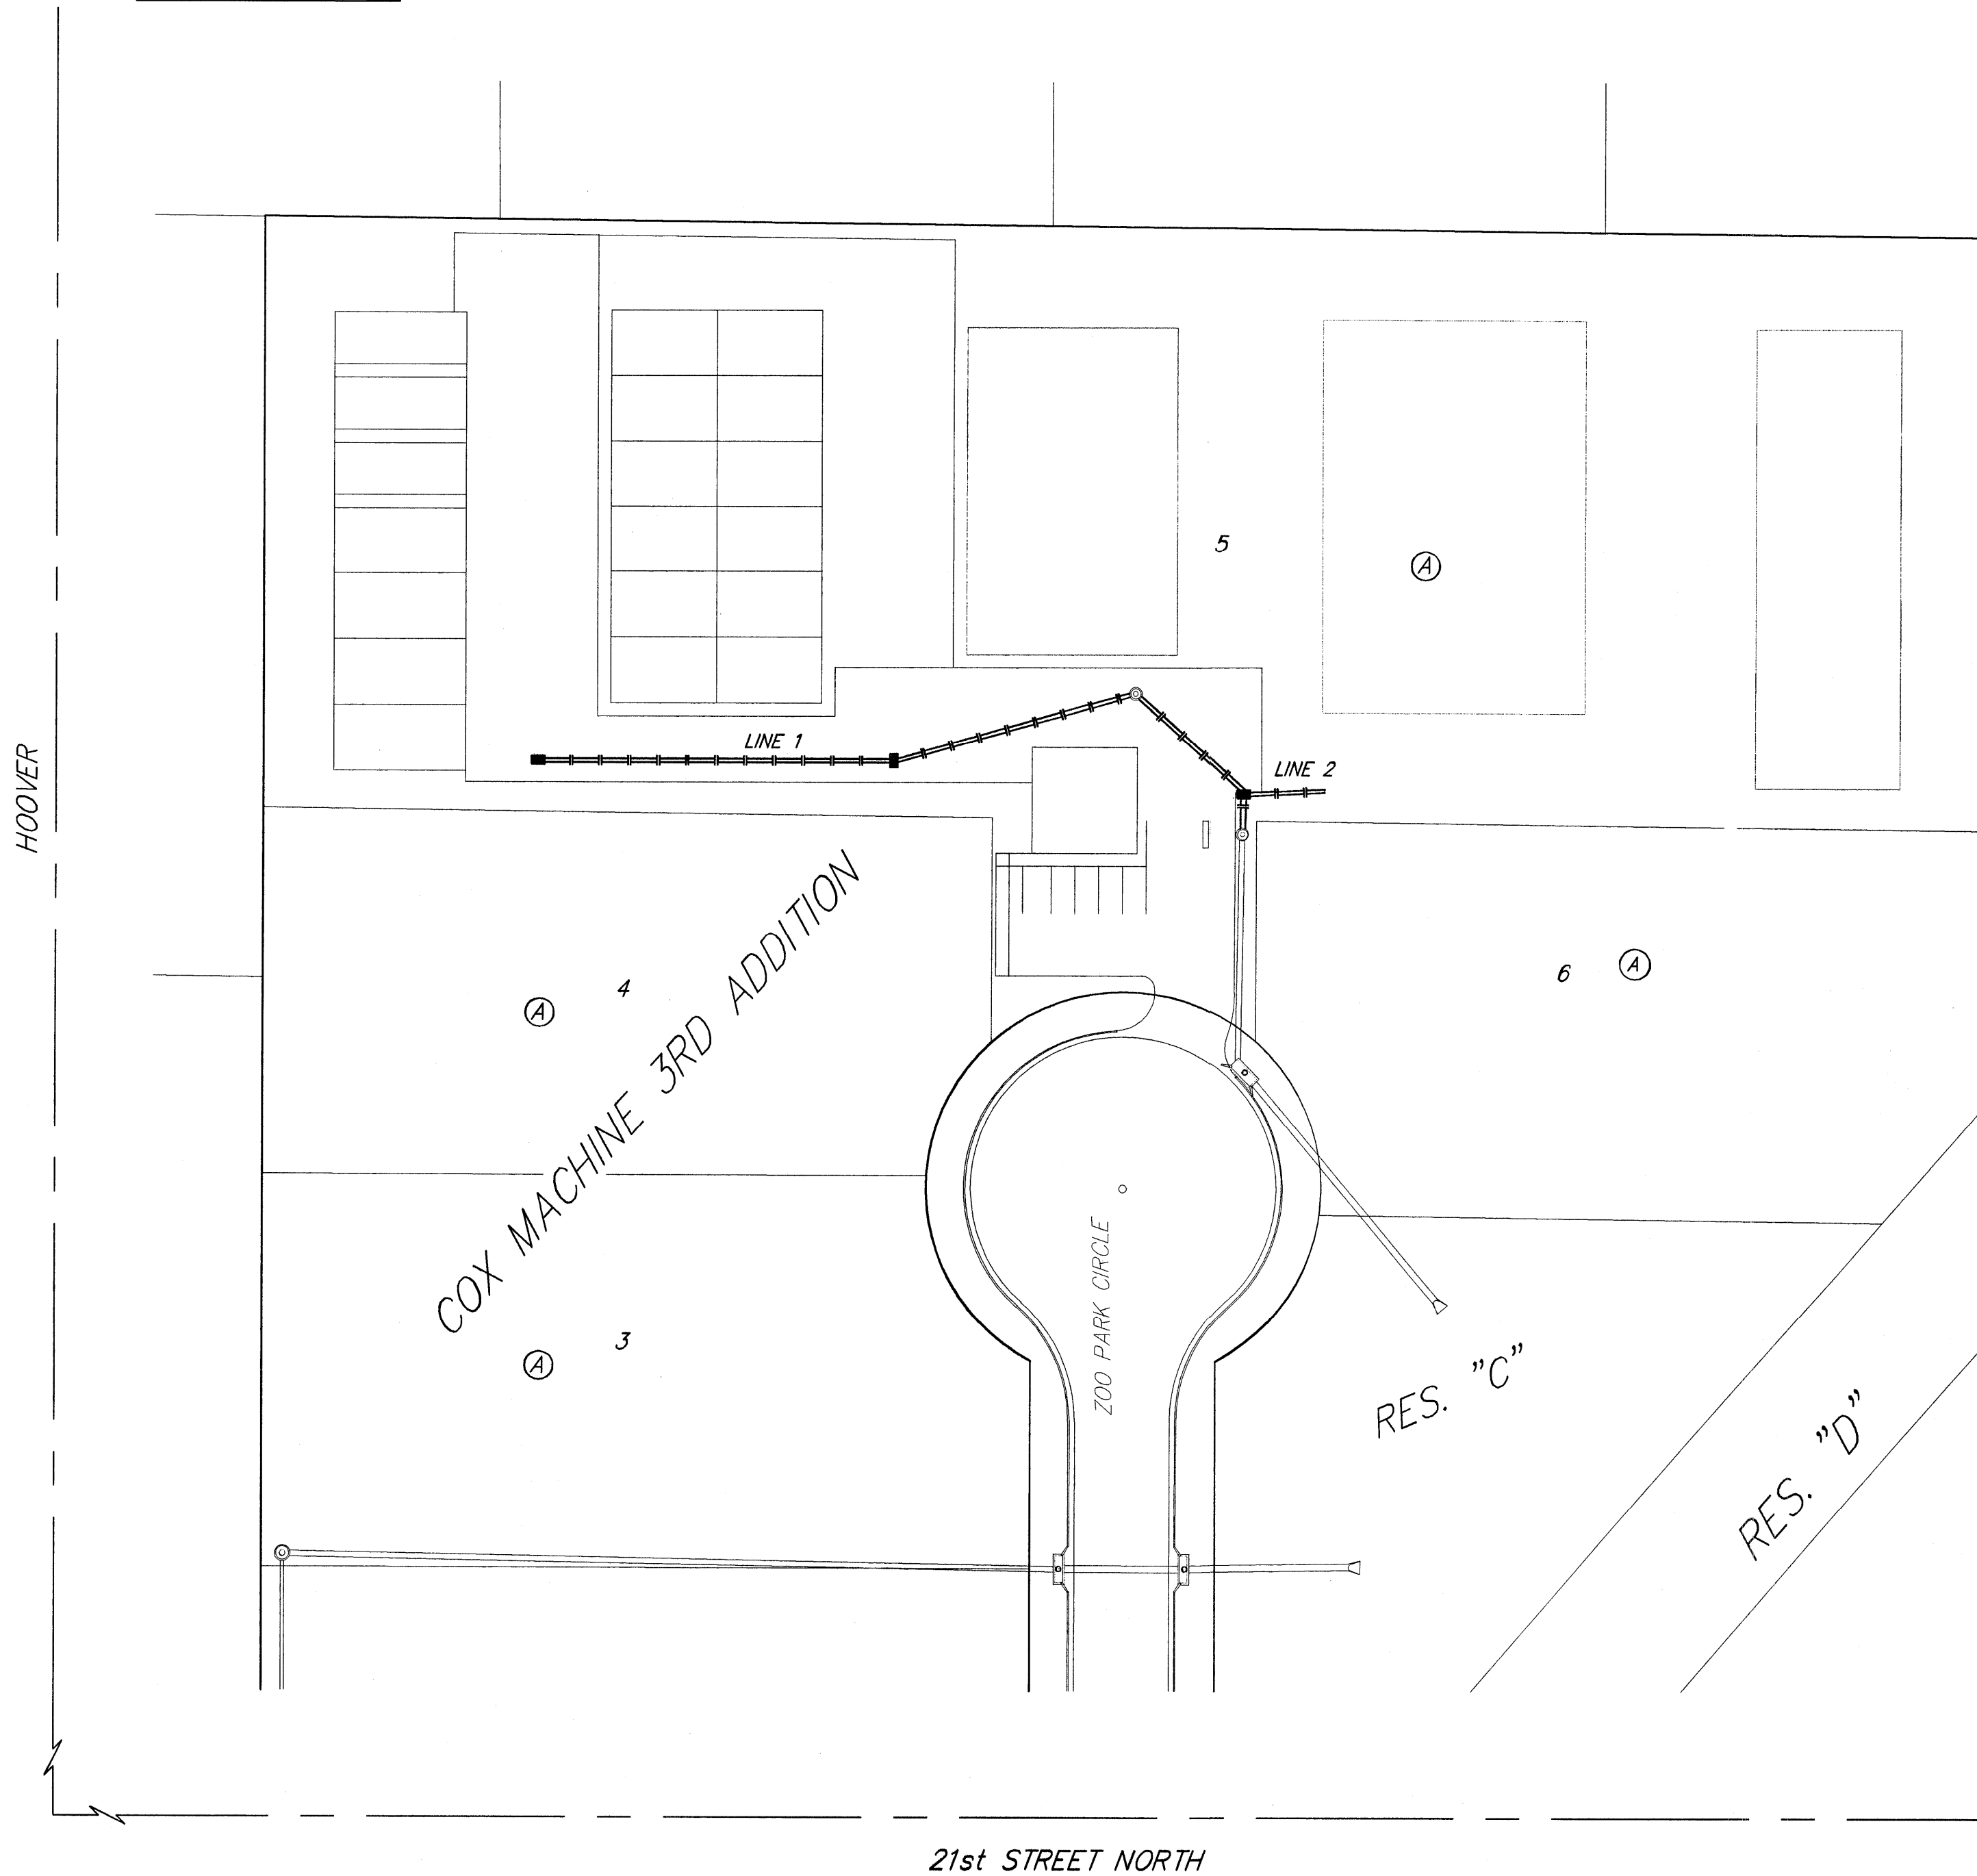 5
A
LINE 1
LINE 2
HOOVER
COX MACHINE 3RD ADDITION
4
A
6
A
ZOO PARK CIRCLE
3
A
RES. "C"
RES. "D"
21st STREET NORTH